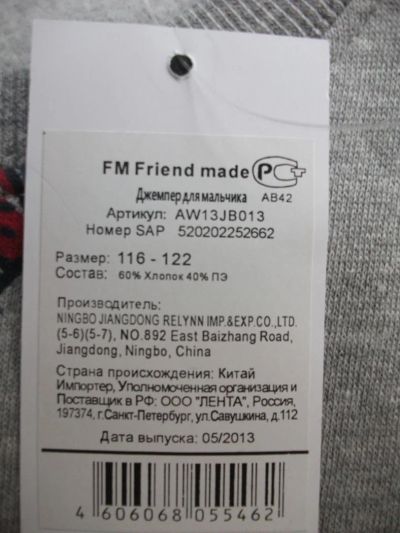 FM Friend made РСТ
Джемпер для мальчика АВ42
Артикул: AW13JB013
Номер SAP 520202252662
Размер: 116 - 122
Состав: 60% Хлопок 40% ПЭ
Производитель:
NINGBO JIANGDONG RELYNN IMP.&EXP.CO.,LTD.
(5-6)(5-7), NO.892 East Baizhang Road,
Jiangdong, Ningbo, China
Страна происхождения: Китай
Импортер, Уполномоченная организация и
Поставщик в РФ: ООО "ЛЕНТА", Россия,
197374, г.Санкт-Петербург, ул.Савушкина, д.112
Дата выпуска: 05/2013
4 606068 055462